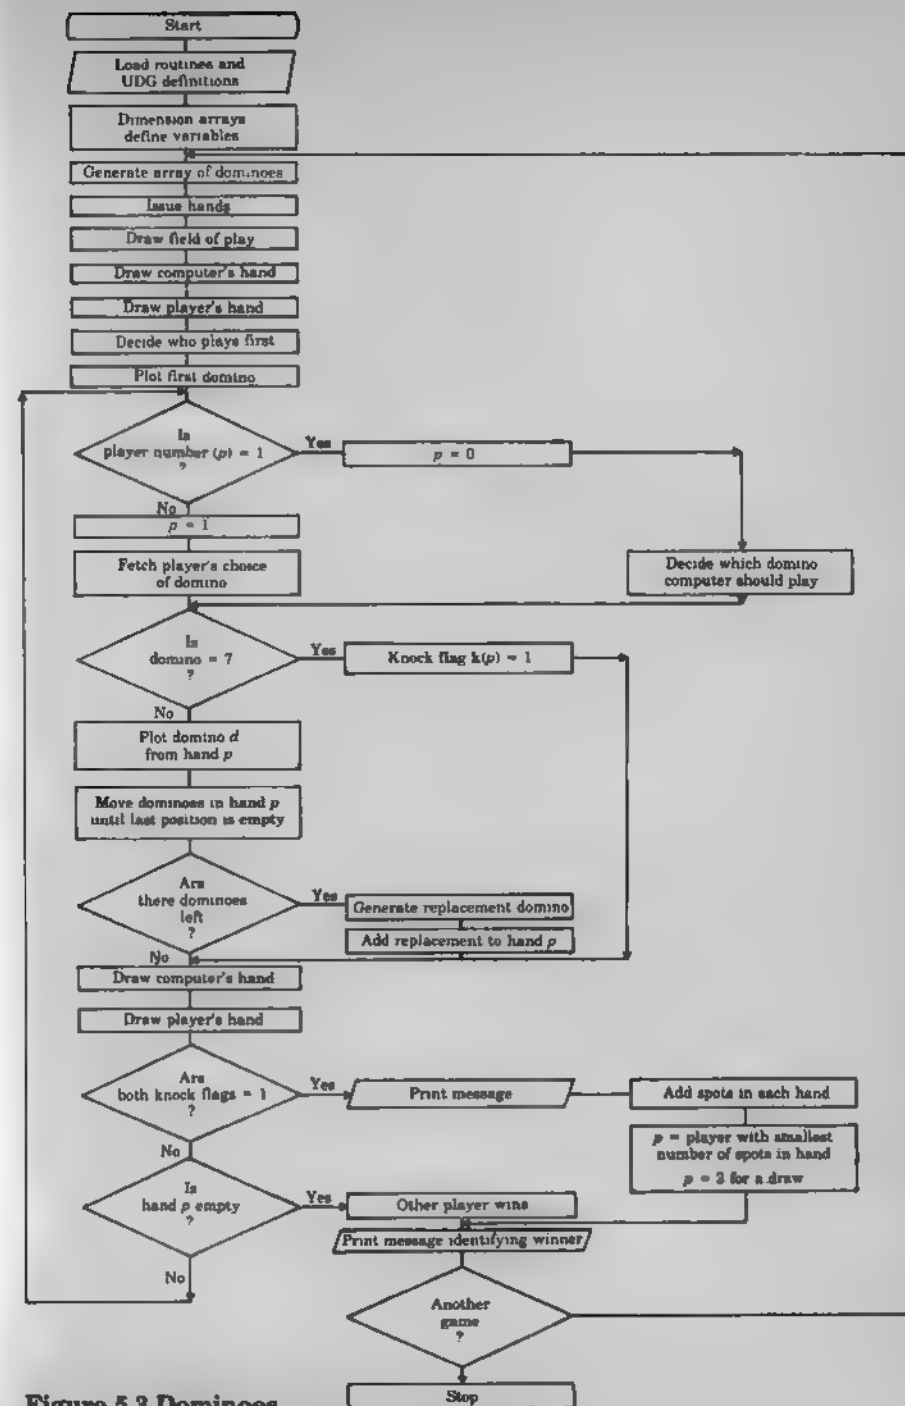 Start
Load routines and
UDG definitions
Dimension arrays
define variables
Generate array of dominoes
Issue hands
Draw field of play
Draw computer's hand
Draw player's hand
Decide who plays first
Plot first domino
Is
player number (p) = 1
?
Yes
p = 0
No
p = 1
Fetch player's choice
of domino
Decide which domino
computer should play
Is
domino = 7
?
Yes
Knock flag k(p) = 1
No
Plot domino d
from hand p
Move dominoes in hand p
until last position is empty
Are
there dominoes
left
?
Yes
Generate replacement domino
Add replacement to hand p
No
Draw computer's hand
Draw player's hand
Are
both knock flags = 1
?
Yes
Print message
Add spots in each hand
p = player with smallest
number of spots in hand
p = 2 for a draw
No
Is
hand p empty
?
Yes
Other player wins
Print message identifying winner
No
Another
game
?
Stop
Figure 5.3 Dominoes